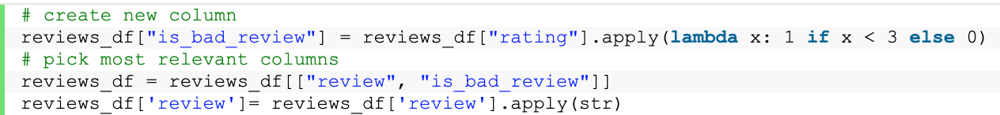 # create new column
reviews_df["is_bad_review"] = reviews_df["rating"].apply(lambda x: 1 if x < 3 else 0)
# pick most relevant columns
reviews_df = reviews_df[["review", "is_bad_review"]]
reviews_df['review']= reviews_df['review'].apply(str)